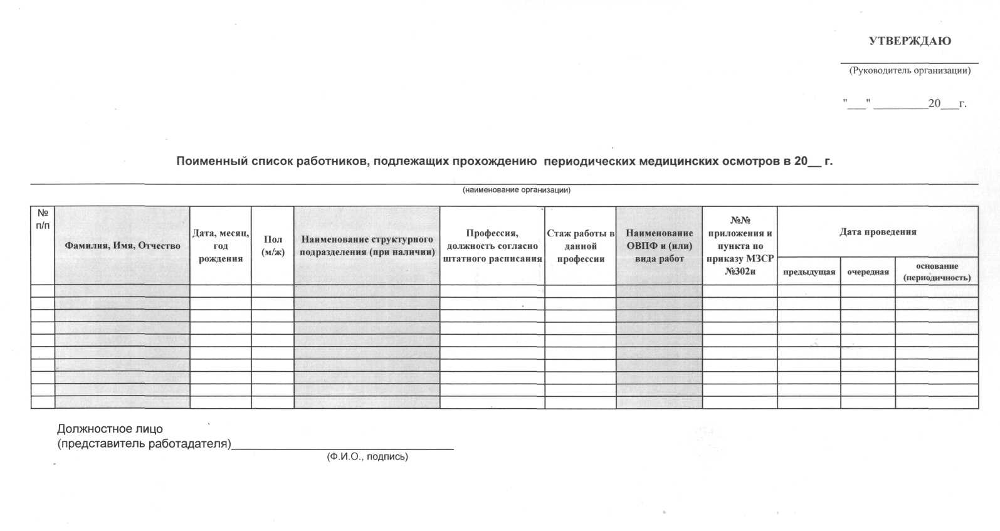 УТВЕРЖДАЮ
(Руководитель организации)
"___" _________20___г.
Поименный список работников, подлежащих прохождению периодических медицинских осмотров в 20__ г.
(наименование организации)
№
п/п
Фамилия, Имя, Отчество
Дата, месяц,
год
рождения
Пол
(м/ж)
Наименование структурного
подразделения (при наличии)
Профессия,
должность согласно
штатного расписания
Стаж работы в
данной
профессии
Наименование
ОВПФ и (или)
вида работ
№№
приложения и
пункта по
приказу МЗСР
№302н
Дата проведения
предыдущая
очередная
основание
(периодичность)
Должностное лицо
(представитель работадателя)___________________________________
(Ф.И.О., подпись)